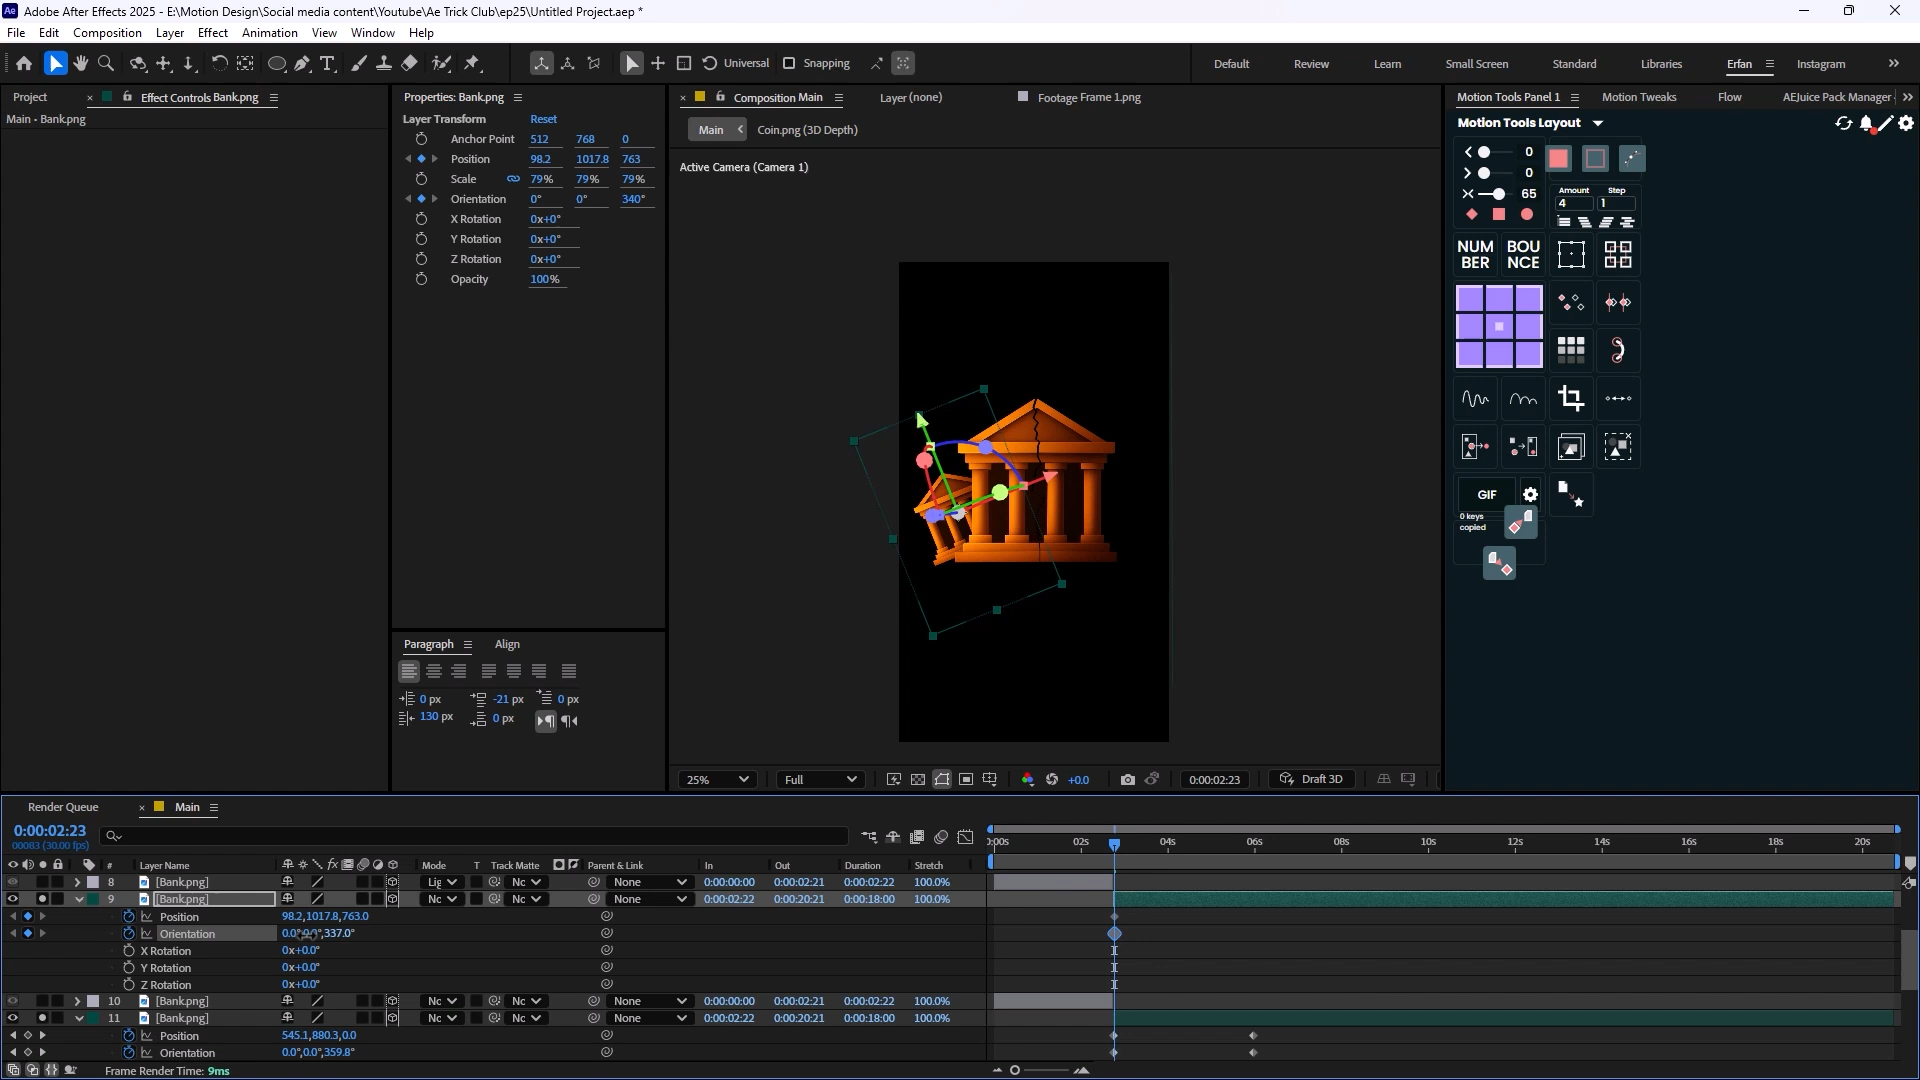 Adobe After Effects 2025 - E:\Motion Design\Social media content\Youtube\Ae Trick Club\ep25\Untitled Project.aep *
File Edit Composition Layer Effect Animation View Window Help
Universal Snapping Default Review Learn Small Screen Standard Libraries Erfan Instagram
Project Effect Controls Bank.png
Main - Bank.png
Properties: Bank.png
Layer Transform Reset
Anchor Point 512 768 0
Position 98.2 1017.8 763
Scale 79% 79% 79%
Orientation 0° 0° 340°
X Rotation 0x+0°
Y Rotation 0x+0°
Z Rotation 0x+0°
Opacity 100%
Paragraph Align
0 px -21 px 0 px
130 px 0 px
Composition Main Layer (none) Footage Frame 1.png
Main Coin.png (3D Depth)
Active Camera (Camera 1)
25% Full +0.0 0:00:02:23 Draft 3D
Motion Tools Panel 1 Motion Tweaks Flow AEJuice Pack Manager
Motion Tools Layout
0
0
65
Amount Step
4 1
NUM BER
BOU NCE
GIF
0 keys copied
Render Queue Main
0:00:02:23
00083 (30.00 fps)
# Layer Name Mode T Track Matte Parent & Link In Out Duration Stretch
0:00s 02s 04s 06s 08s 10s 12s 14s 16s 18s 20s
8 [Bank.png] Lig Nc None 0:00:00:00 0:00:02:21 0:00:02:22 100.0%
9 [Bank.png] Nc Nc None 0:00:02:22 0:00:20:21 0:00:18:00 100.0%
Position 98.2,1017.8,763.0
Orientation 0.0°,0.0°,337.0°
X Rotation 0x+0.0°
Y Rotation 0x+0.0°
Z Rotation 0x+0.0°
10 [Bank.png] Nc Nc None 0:00:00:00 0:00:02:21 0:00:02:22 100.0%
11 [Bank.png] Nc Nc None 0:00:02:22 0:00:20:21 0:00:18:00 100.0%
Position 545.1,880.3,0.0
Orientation 0.0°,0.0°,359.8°
Frame Render Time: 9ms